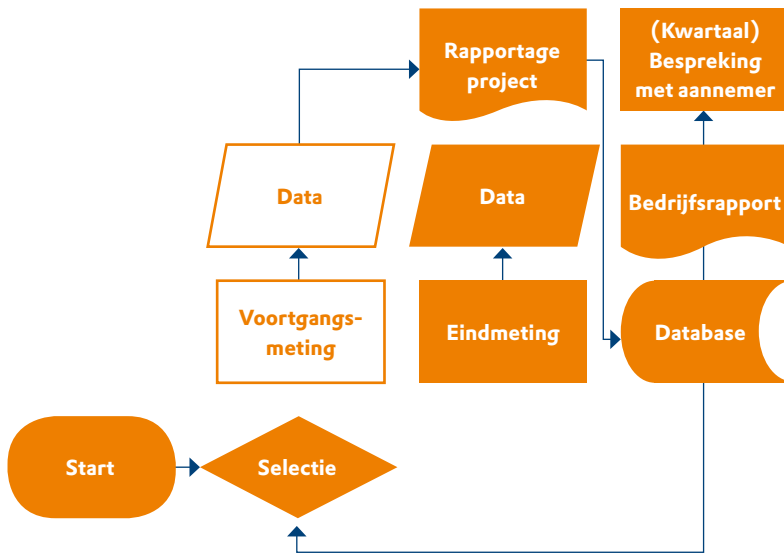 Rapportage
project
(Kwartaal)
Bespreking
met aannemer
Data
Data
Bedrijfsrapport
Voortgangs-
meting
Eindmeting
Database
Start
Selectie